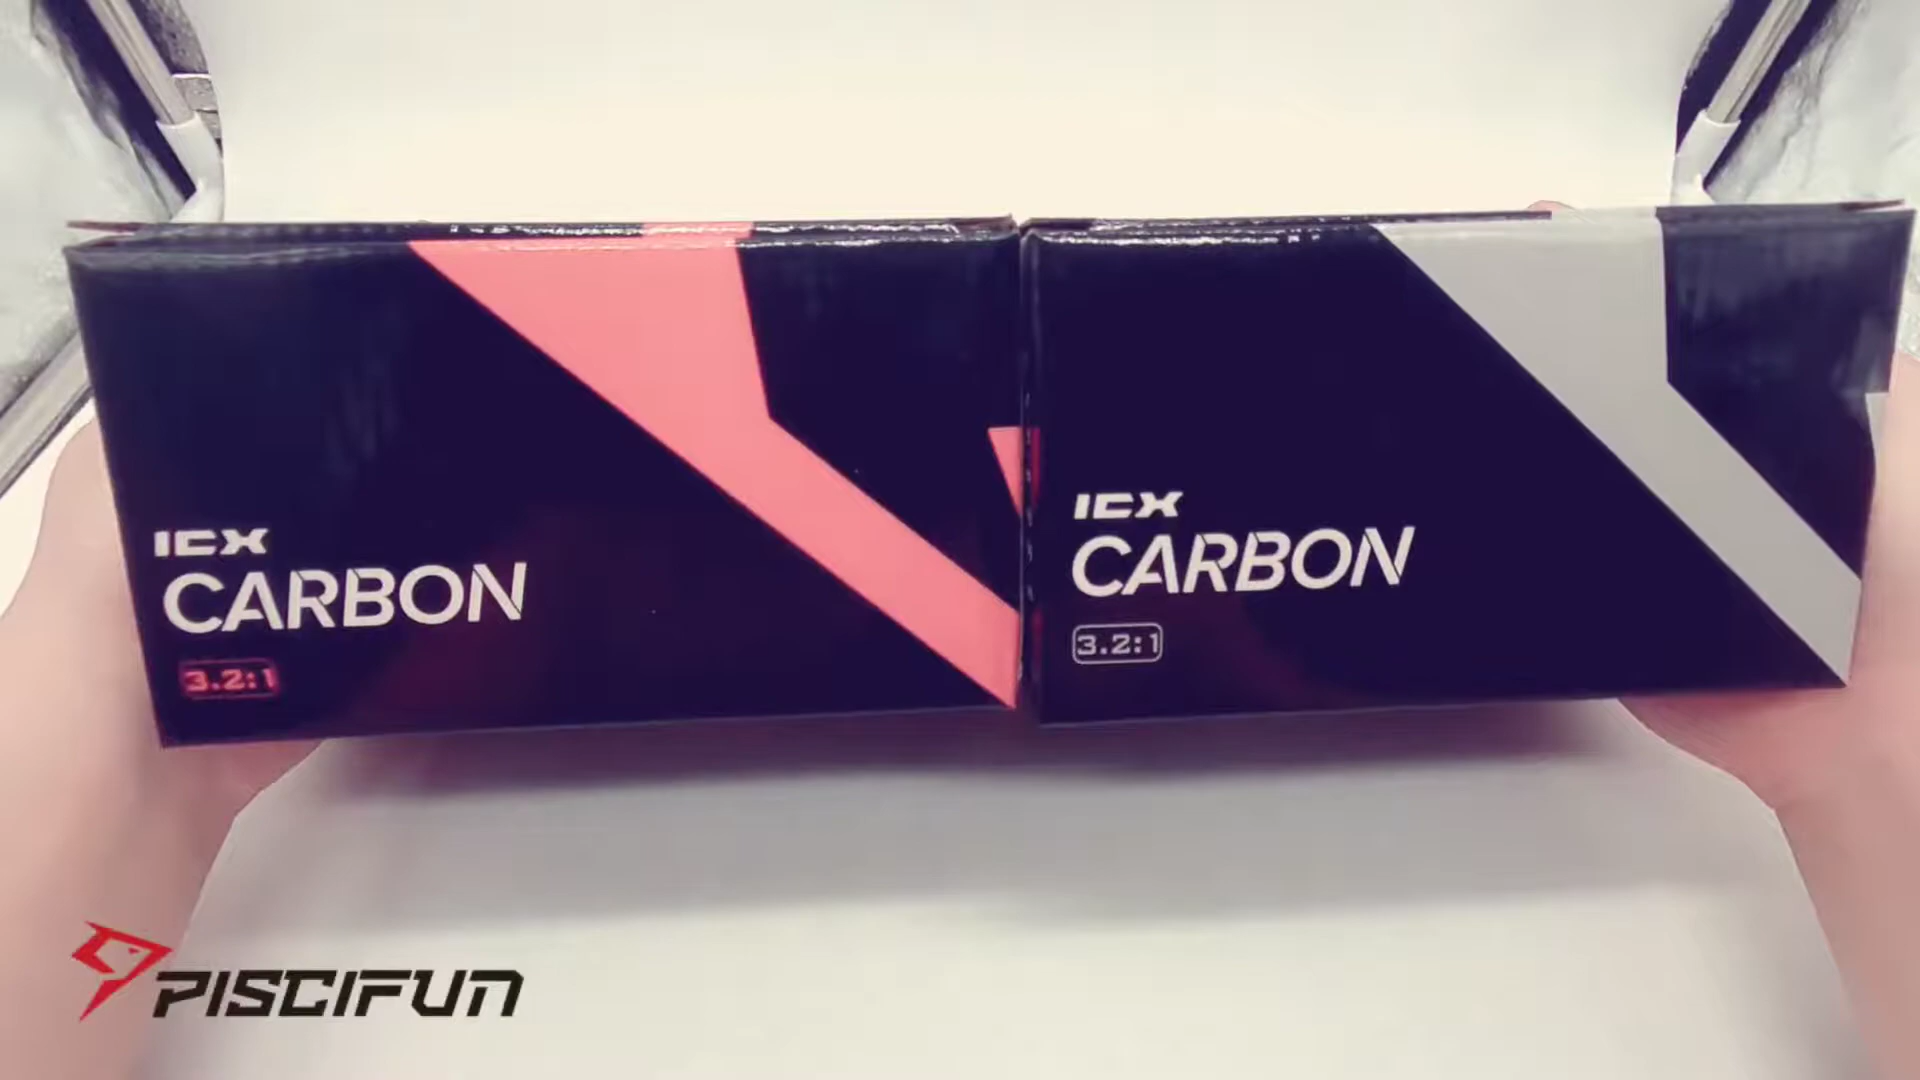 ICX
CARBON
3.2:1
ICX
CARBON
3.2:1
PISCIFUN